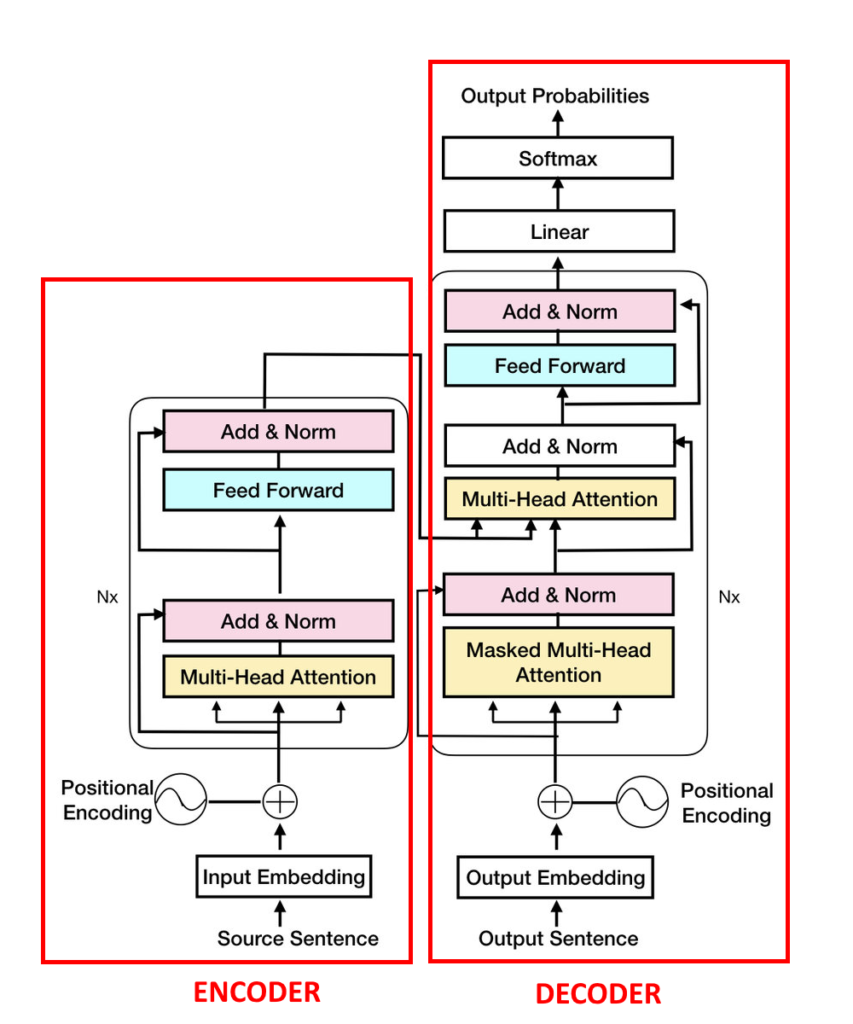 Output Probabilities
Softmax
Linear
Add & Norm
Feed Forward
Add & Norm
Multi-Head Attention
Add & Norm
Masked Multi-Head
Attention
Nx
Positional
Encoding
Output Embedding
Output Sentence
DECODER
Add & Norm
Feed Forward
Add & Norm
Multi-Head Attention
Nx
Positional
Encoding
Input Embedding
Source Sentence
ENCODER